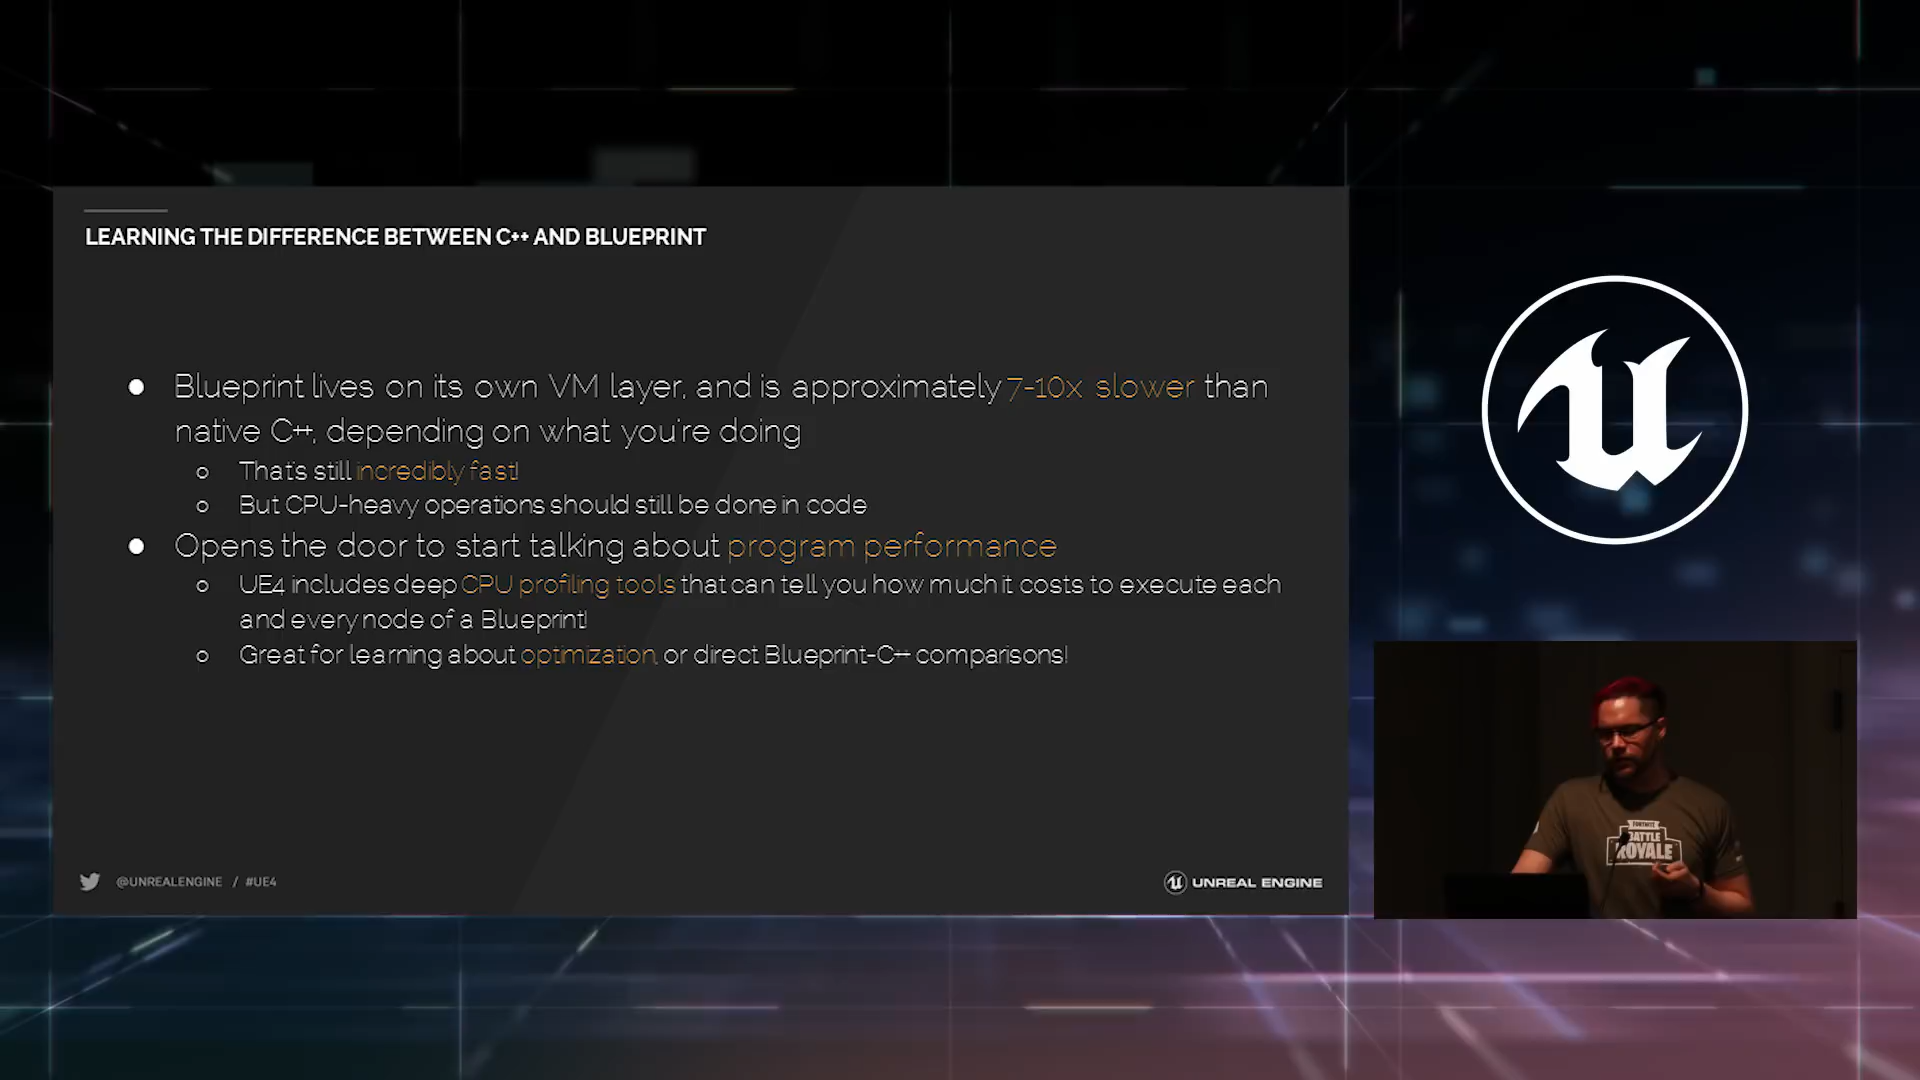 LEARNING THE DIFFERENCE BETWEEN C++ AND BLUEPRINT
● Blueprint lives on its own VM layer, and is approximately 7-10x slower than
native C++, depending on what you're doing
○ That's still incredibly fast!
○ But CPU-heavy operations should still be done in code
● Opens the door to start talking about program performance
○ UE4 includes deep CPU profiling tools that can tell you how much it costs to execute each
and every node of a Blueprint!
○ Great for learning about optimization, or direct Blueprint-C++ comparisons!
@UNREALENGINE / #UE4
UNREAL ENGINE
FORTNITE
BATTLE
ROYALE